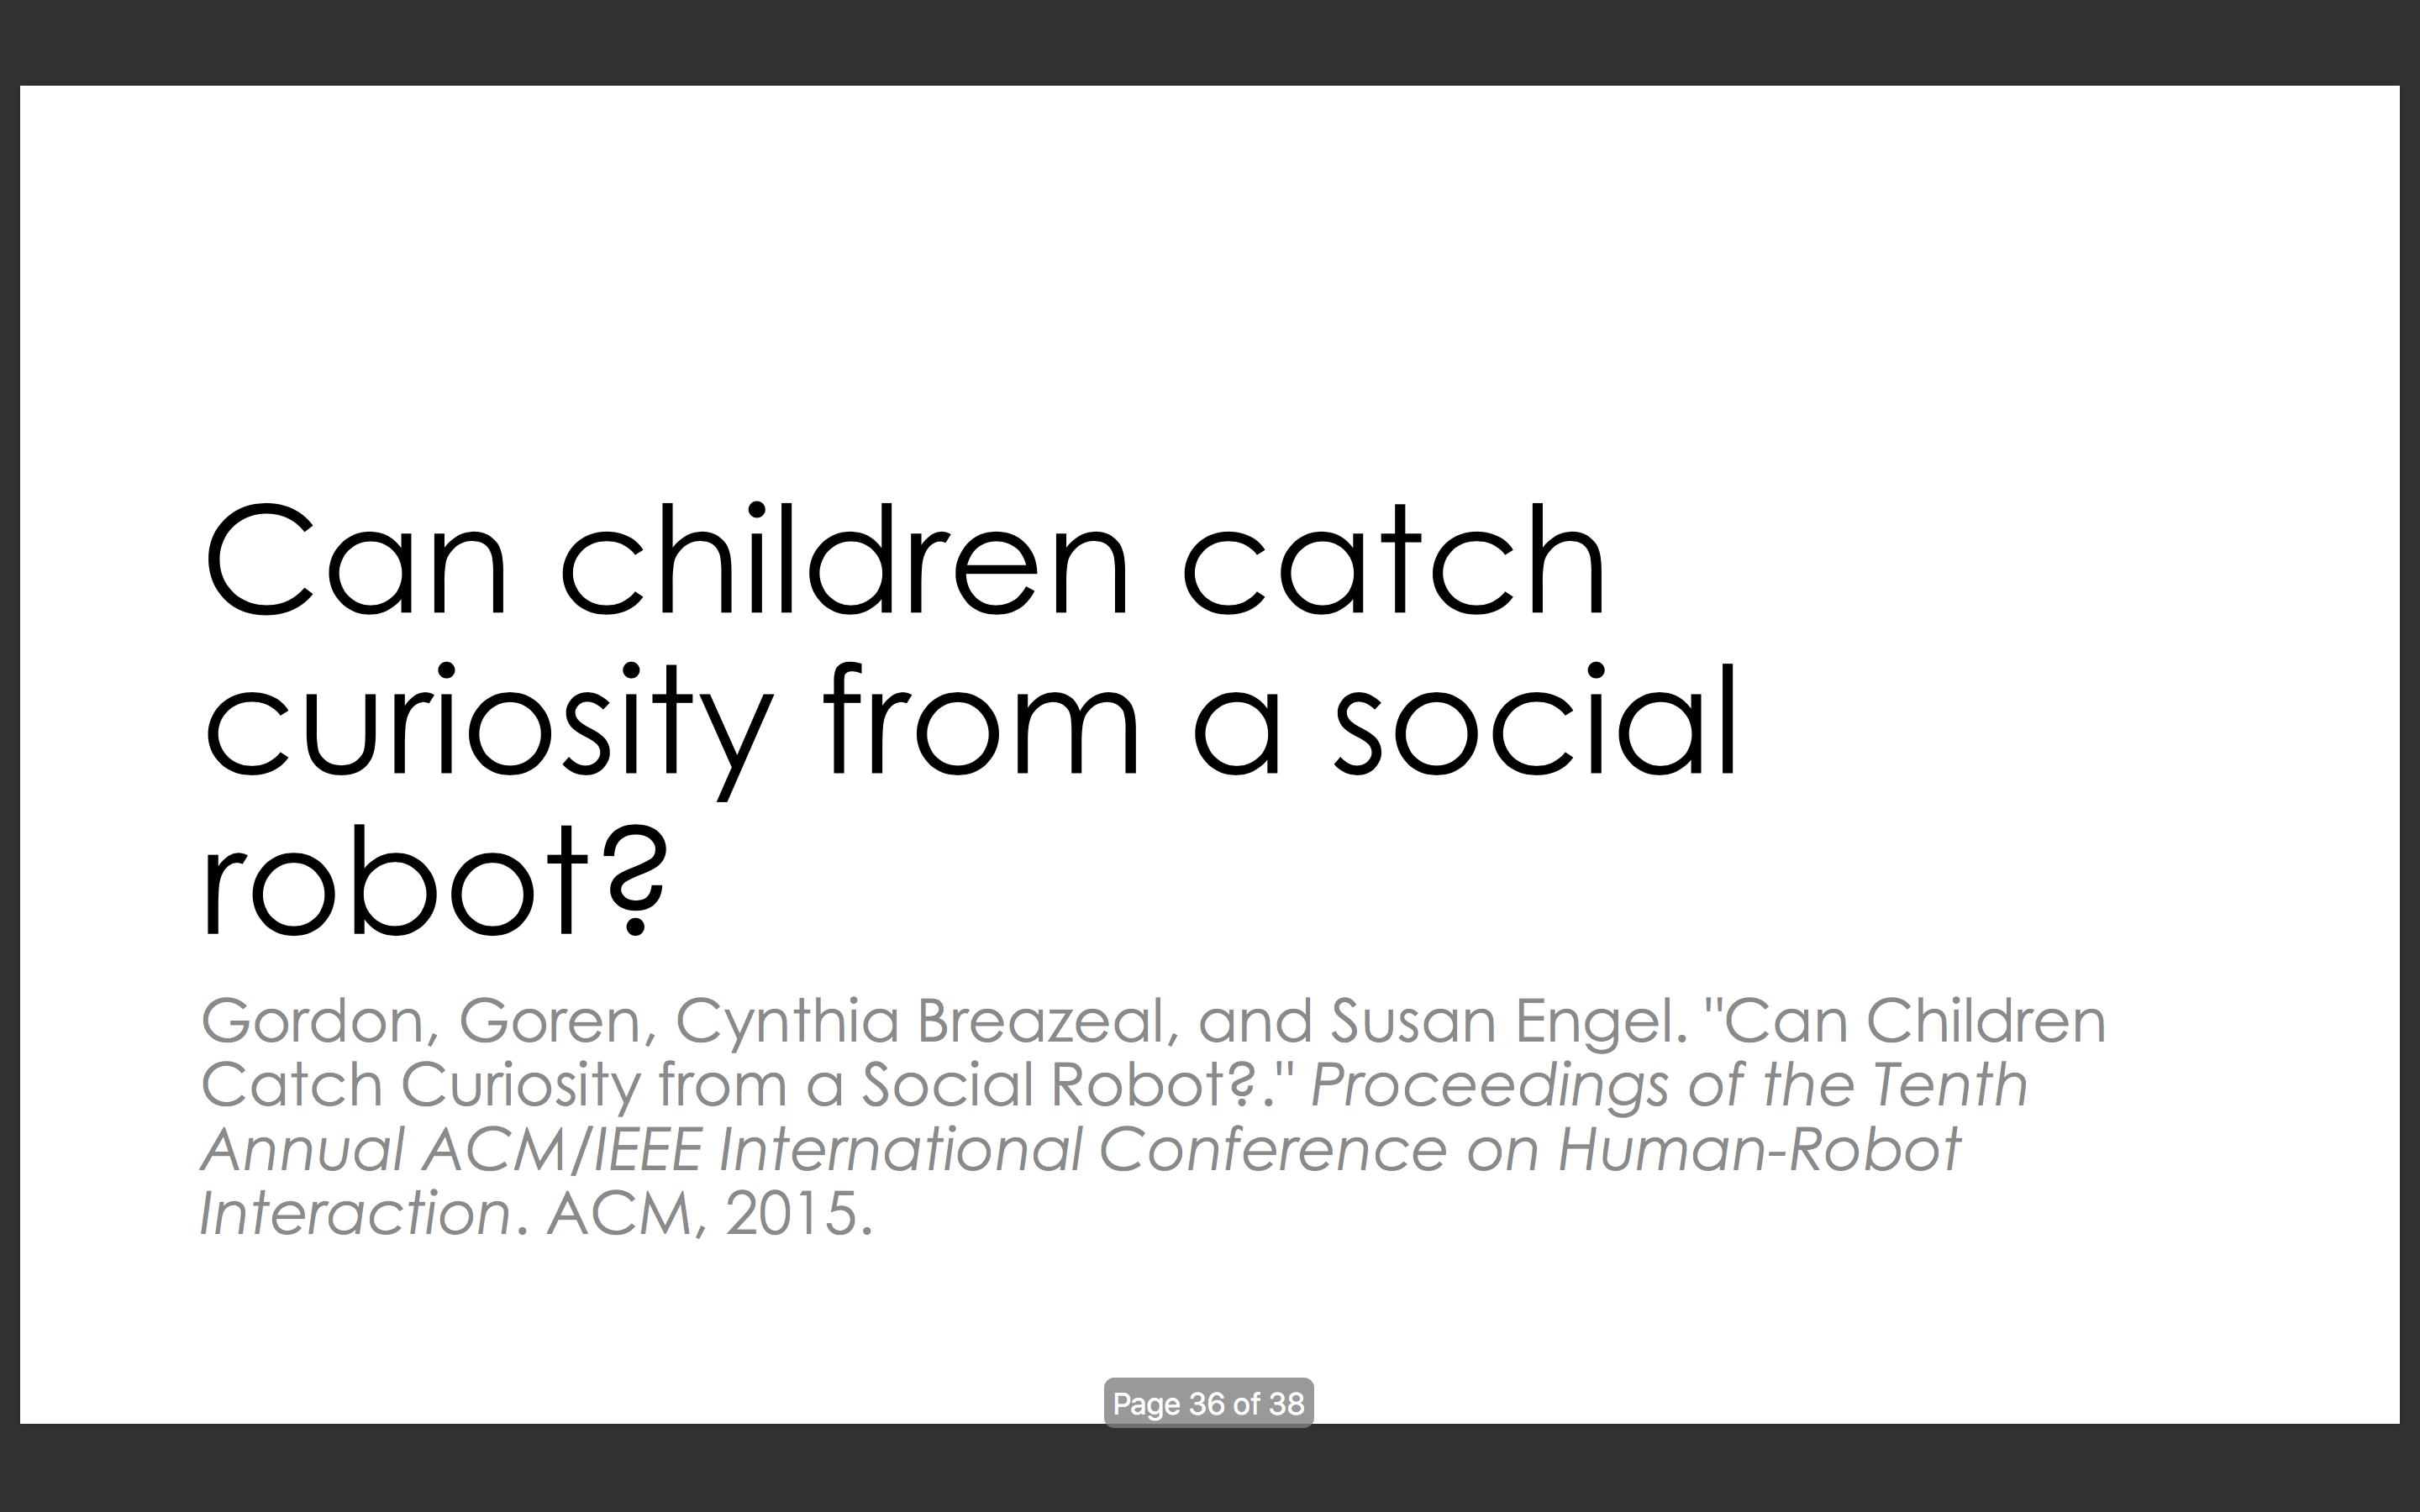 Can children catch
curiosity from a social
robot?
Gordon, Goren, Cynthia Breazeal, and Susan Engel. "Can Children
Catch Curiosity from a Social Robot?." Proceedings of the Tenth
Annual ACM/IEEE International Conference on Human-Robot
Interaction. ACM, 2015.
Page 36 of 38